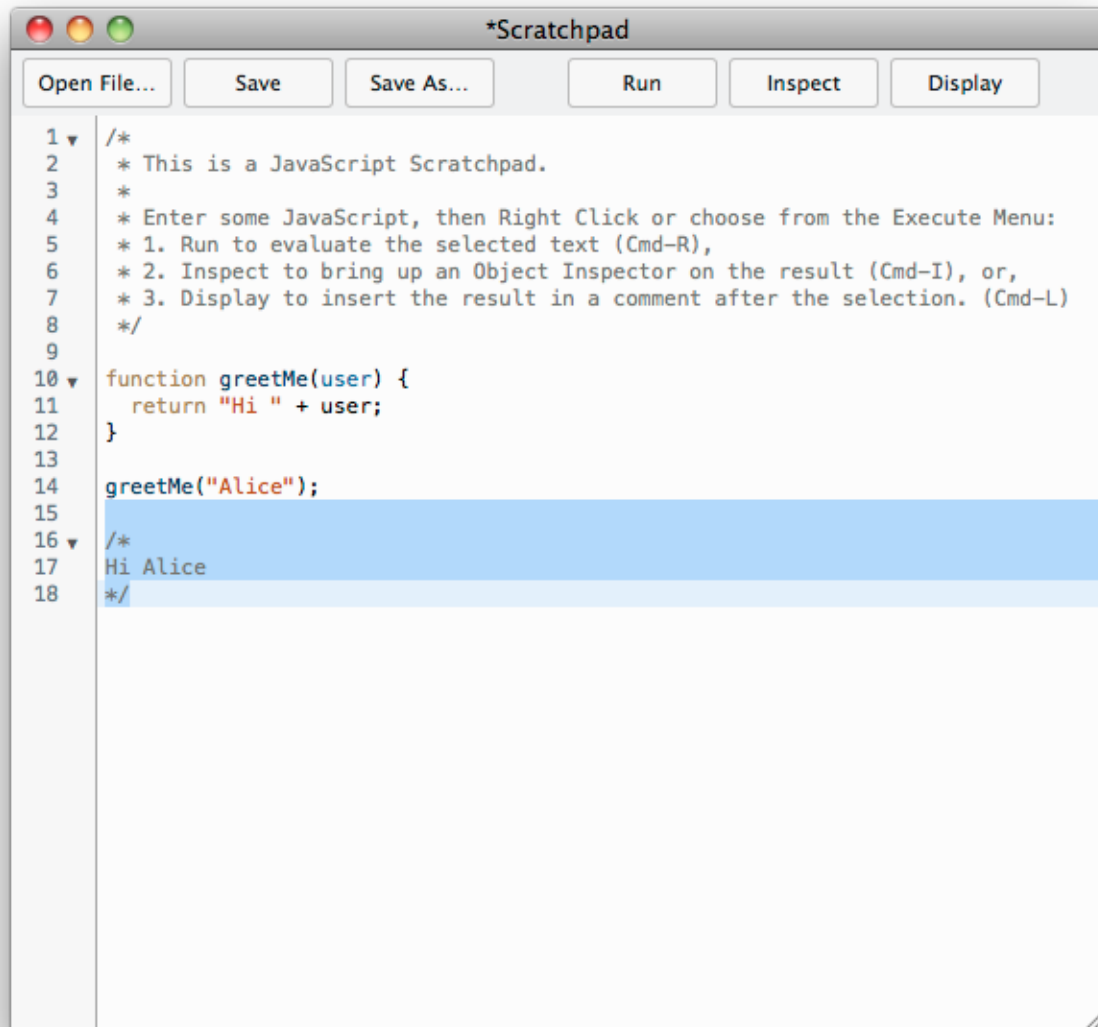 *Scratchpad
Open File... Save Save As... Run Inspect Display
1 /*
2  * This is a JavaScript Scratchpad.
3  *
4  * Enter some JavaScript, then Right Click or choose from the Execute Menu:
5  * 1. Run to evaluate the selected text (Cmd-R),
6  * 2. Inspect to bring up an Object Inspector on the result (Cmd-I), or,
7  * 3. Display to insert the result in a comment after the selection. (Cmd-L)
8  */
9
10 function greetMe(user) {
11   return "Hi " + user;
12 }
13
14 greetMe("Alice");
15
16 /*
17 Hi Alice
18 */